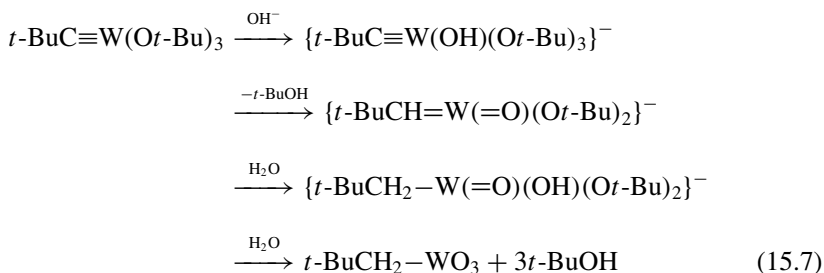 t-BuC≡W(Ot-Bu)₃ —OH⁻→ {t-BuC≡W(OH)(Ot-Bu)₃}⁻
—−t-BuOH→ {t-BuCH=W(=O)(Ot-Bu)₂}⁻
—H₂O→ {t-BuCH₂−W(=O)(OH)(Ot-Bu)₂}⁻
—H₂O→ t-BuCH₂−WO₃ + 3t-BuOH (15.7)